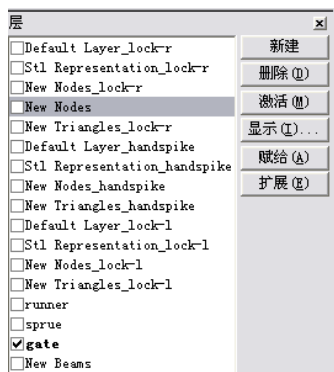 层
Default Layer_lock-r
Stl Representation_lock-r
New Nodes_lock-r
New Nodes
New Triangles_lock-r
Default Layer_handspike
Stl Representation_handspike
New Nodes_handspike
New Triangles_handspike
Default Layer_lock-l
Stl Representation_lock-l
New Nodes_lock-l
New Triangles_lock-l
runner
sprue
gate
New Beams
新建
删除(D)
激活(M)
显示(I)...
赋给(A)
扩展(E)